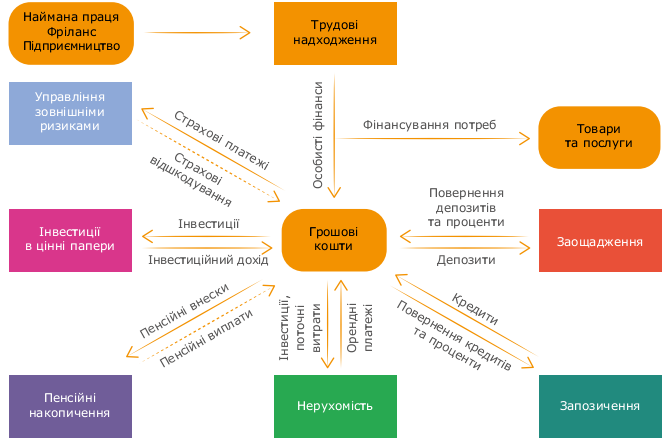 Наймана праця
Фріланс
Підприємництво
Трудові
надходження
Управління
зовнішніми
ризиками
Страхові платежі
Страхові
відшкодування
Особисті фінанси
Фінансування потреб
Товари
та послуги
Інвестиції
в цінні папери
Інвестиції
Інвестиційний дохід
Грошові
кошти
Повернення
депозитів
та проценти
Депозити
Заощадження
Пенсійні внески
Пенсійні виплати
Інвестиції,
поточні
витрати
Орендні
платежі
Кредити
Повернення кредитів
та проценти
Пенсійні
накопичення
Нерухомість
Запозичення